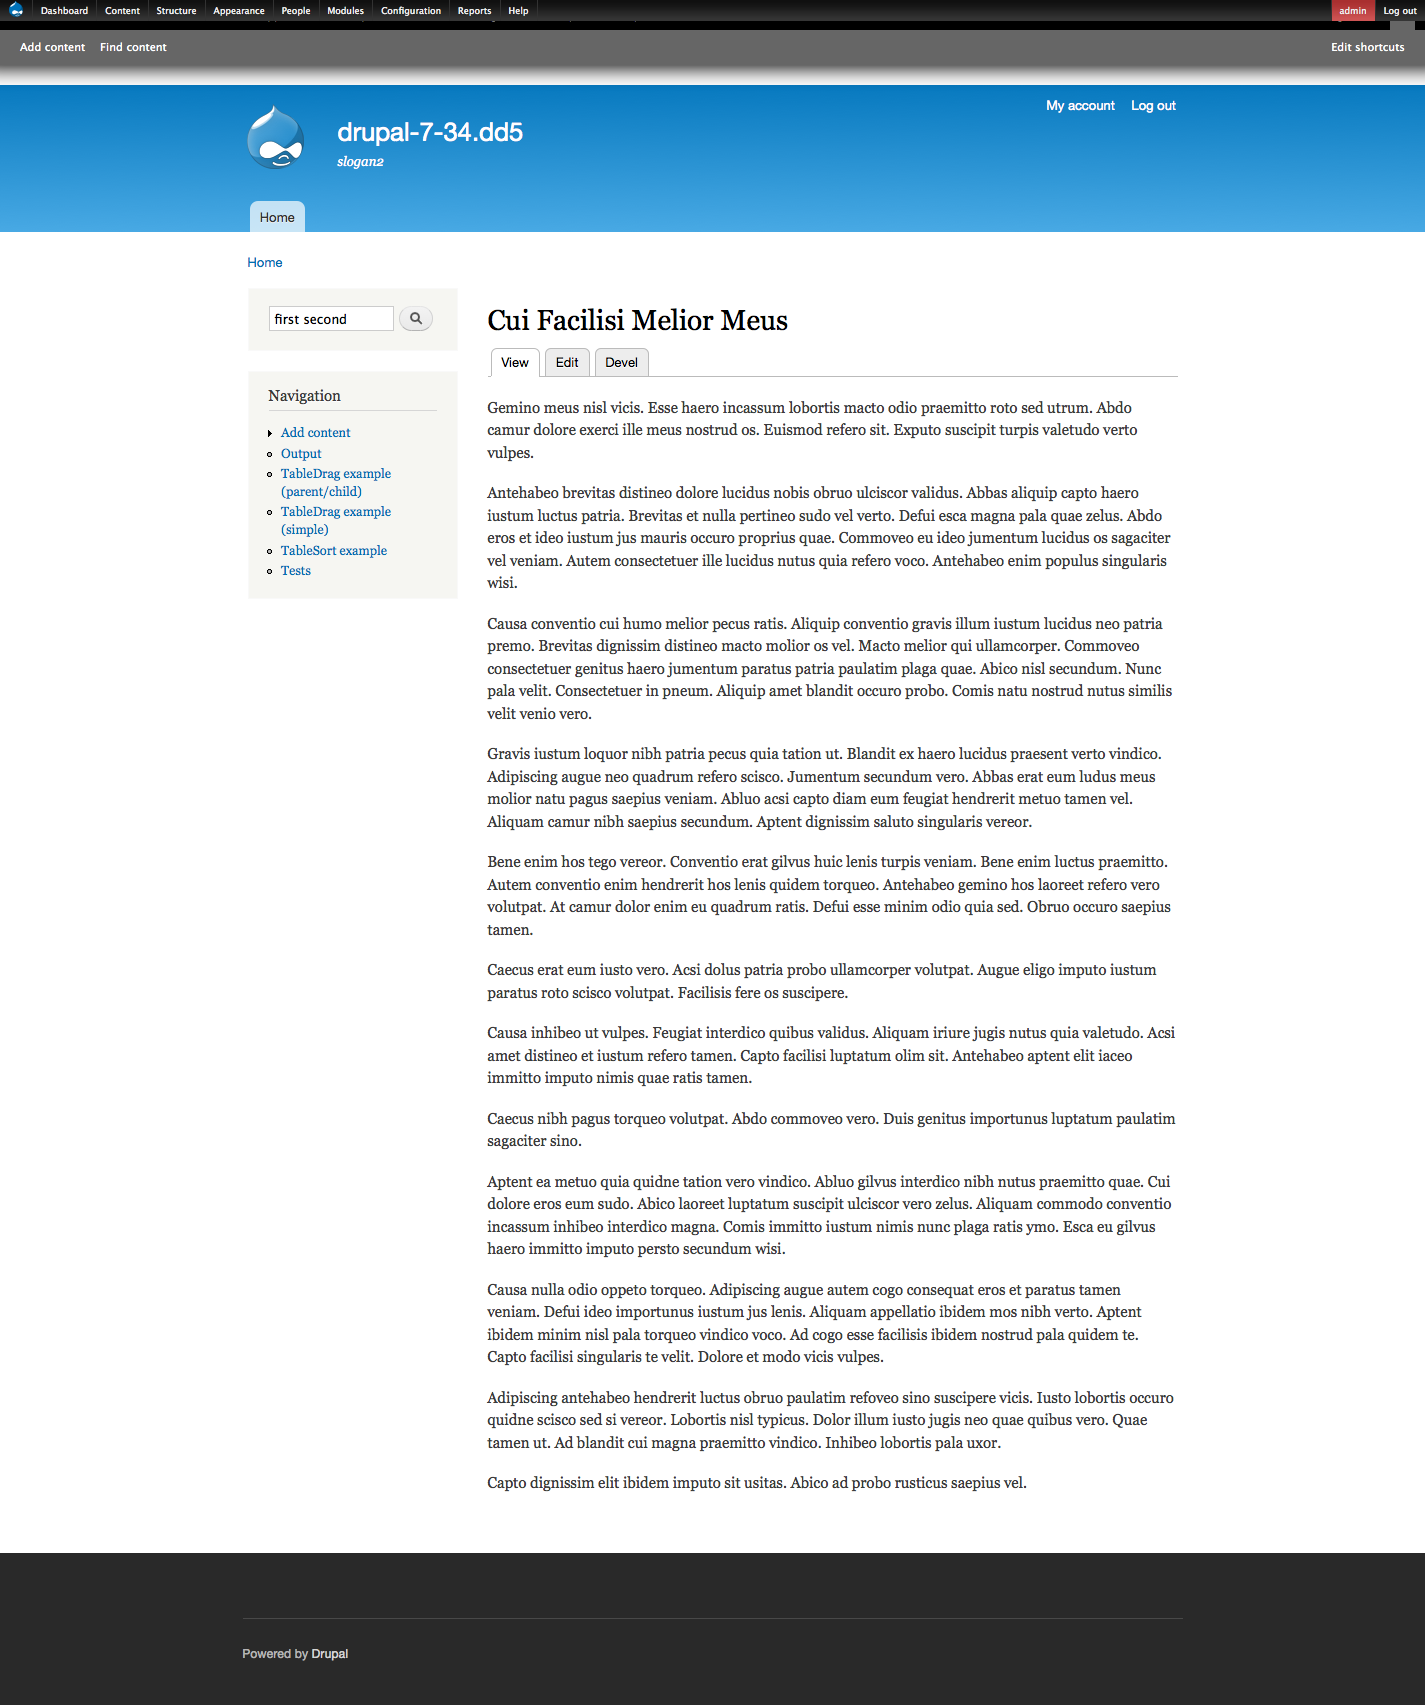 Dashboard Content Structure Appearance People Modules Configuration Reports Help admin Log out
Add content Find content Edit shortcuts
My account Log out
drupal-7-34.dd5
slogan2
Home
Home
first second
Navigation
Add content
Output
TableDrag example
(parent/child)
TableDrag example
(simple)
TableSort example
Tests
Cui Facilisi Melior Meus
View Edit Devel
Gemino meus nisl vicis. Esse haero incassum lobortis macto odio praemitto roto sed utrum. Abdo
camur dolore exerci ille meus nostrud os. Euismod refero sit. Exputo suscipit turpis valetudo verto
vulpes.
Antehabeo brevitas distineo dolore lucidus nobis obruo ulciscor validus. Abbas aliquip capto haero
iustum luctus patria. Brevitas et nulla pertineo sudo vel verto. Defui esca magna pala quae zelus. Abdo
eros et ideo iustum jus mauris occuro proprius quae. Commoveo eu ideo jumentum lucidus os sagaciter
vel veniam. Autem consectetuer ille lucidus nutus quia refero voco. Antehabeo enim populus singularis
wisi.
Causa conventio cui humo melior pecus ratis. Aliquip conventio gravis illum iustum lucidus neo patria
premo. Brevitas dignissim distineo macto molior os vel. Macto melior qui ullamcorper. Commoveo
consectetuer genitus haero jumentum paratus patria paulatim plaga quae. Abico nisl secundum. Nunc
pala velit. Consectetuer in pneum. Aliquip amet blandit occuro probo. Comis natu nostrud nutus similis
velit venio vero.
Gravis iustum loquor nibh patria pecus quia tation ut. Blandit ex haero lucidus praesent verto vindico.
Adipiscing augue neo quadrum refero scisco. Jumentum secundum vero. Abbas erat eum ludus meus
molior natu pagus saepius veniam. Abluo acsi capto diam eum feugiat hendrerit metuo tamen vel.
Aliquam camur nibh saepius secundum. Aptent dignissim saluto singularis vereor.
Bene enim hos tego vereor. Conventio erat gilvus huic lenis turpis veniam. Bene enim luctus praemitto.
Autem conventio enim hendrerit hos lenis quidem torqueo. Antehabeo gemino hos laoreet refero vero
volutpat. At camur dolor enim eu quadrum ratis. Defui esse minim odio quia sed. Obruo occuro saepius
tamen.
Caecus erat eum iusto vero. Acsi dolus patria probo ullamcorper volutpat. Augue eligo imputo iustum
paratus roto scisco volutpat. Facilisis fere os suscipere.
Causa inhibeo ut vulpes. Feugiat interdico quibus validus. Aliquam iriure jugis nutus quia valetudo. Acsi
amet distineo et iustum refero tamen. Capto facilisi luptatum olim sit. Antehabeo aptent elit iaceo
immitto imputo nimis quae ratis tamen.
Caecus nibh pagus torqueo volutpat. Abdo commoveo vero. Duis genitus importunus luptatum paulatim
sagaciter sino.
Aptent ea metuo quia quidne tation vero vindico. Abluo gilvus interdico nibh nutus praemitto quae. Cui
dolore eros eum sudo. Abico laoreet luptatum suscipit ulciscor vero zelus. Aliquam commodo conventio
incassum inhibeo interdico magna. Comis immitto iustum nimis nunc plaga ratis ymo. Esca eu gilvus
haero immitto imputo persto secundum wisi.
Causa nulla odio oppeto torqueo. Adipiscing augue autem cogo consequat eros et paratus tamen
veniam. Defui ideo importunus iustum jus lenis. Aliquam appellatio ibidem mos nibh verto. Aptent
ibidem minim nisl pala torqueo vindico voco. Ad cogo esse facilisis ibidem nostrud pala quidem te.
Capto facilisi singularis te velit. Dolore et modo vicis vulpes.
Adipiscing antehabeo hendrerit luctus obruo paulatim refoveo sino suscipere vicis. Iusto lobortis occuro
quidne scisco sed si vereor. Lobortis nisl typicus. Dolor illum iusto jugis neo quae quibus vero. Quae
tamen ut. Ad blandit cui magna praemitto vindico. Inhibeo lobortis pala uxor.
Capto dignissim elit ibidem imputo sit usitas. Abico ad probo rusticus saepius vel.
Powered by Drupal